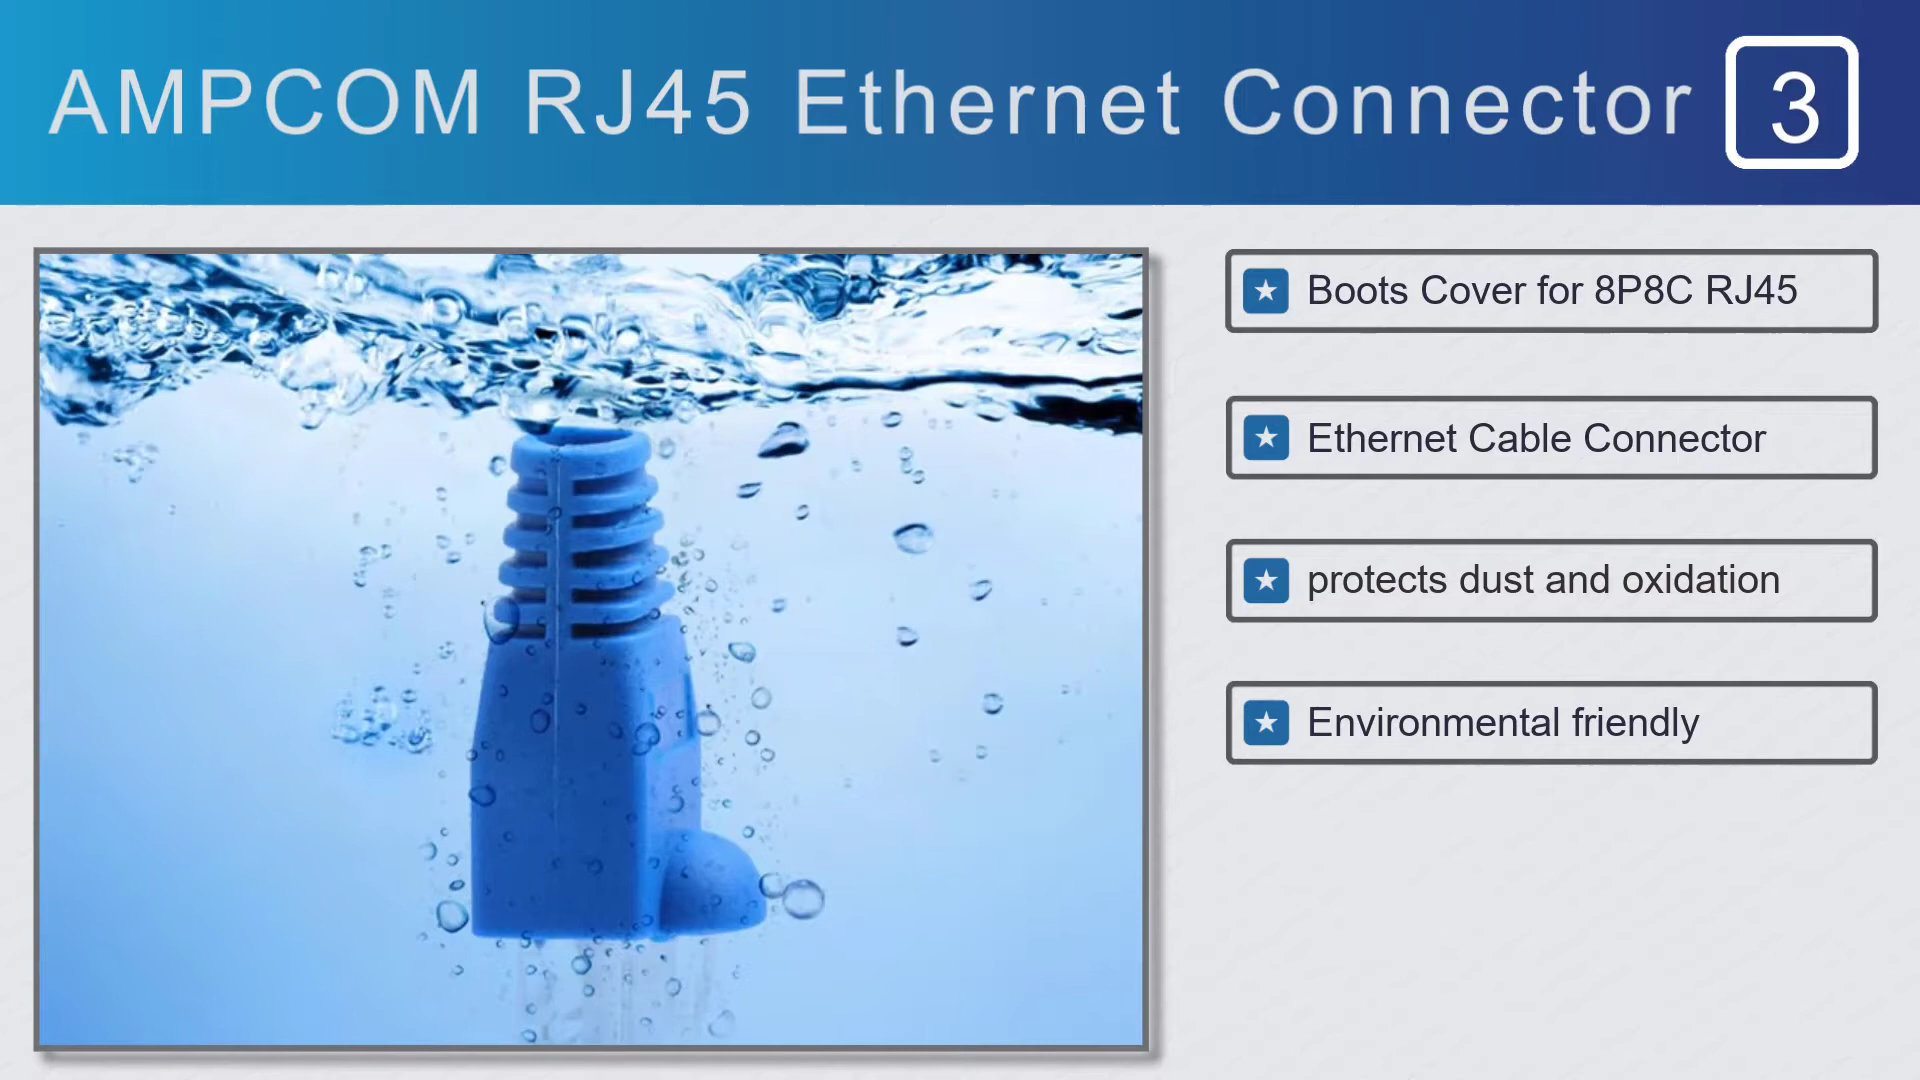 AMPCOM RJ45 Ethernet Connector 3
Boots Cover for 8P8C RJ45
Ethernet Cable Connector
protects dust and oxidation
Environmental friendly